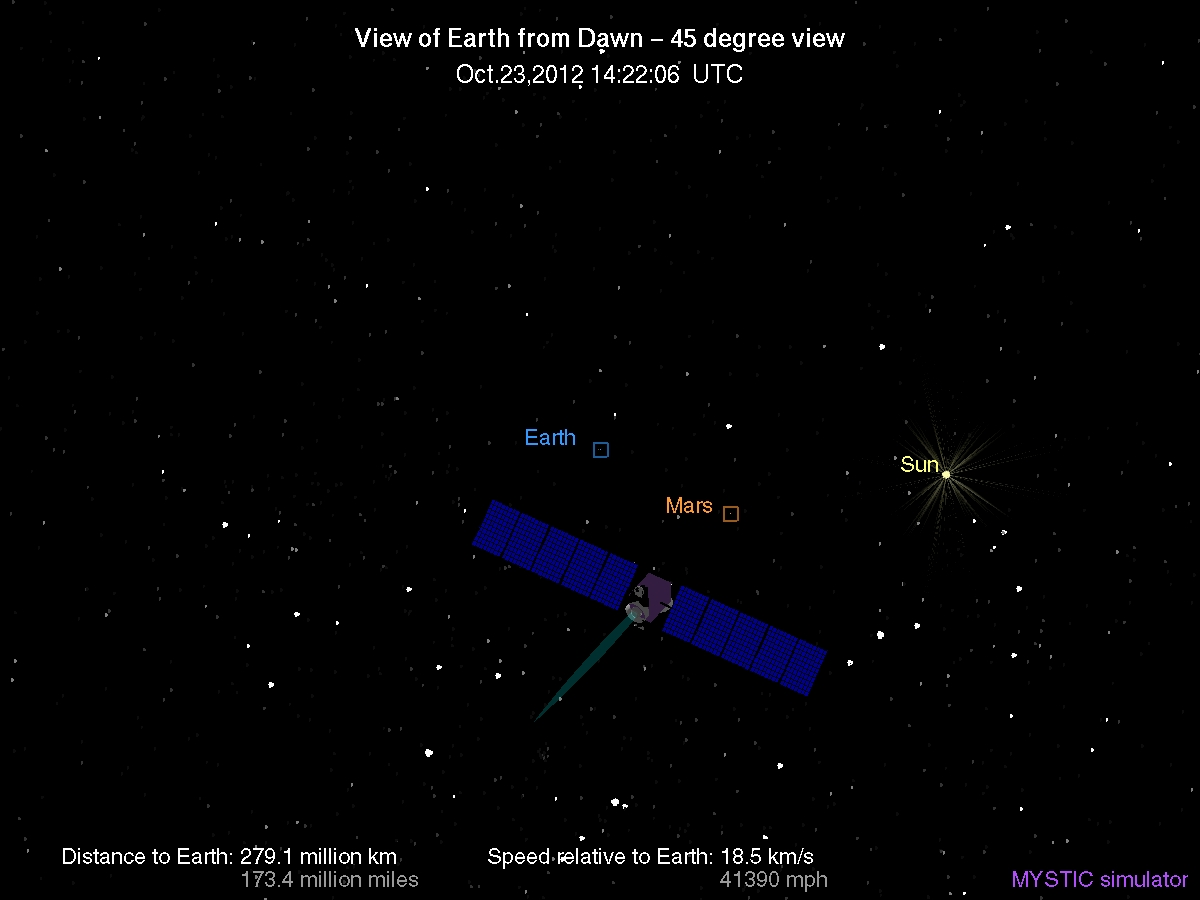 View of Earth from Dawn – 45 degree view
Oct.23,2012 14:22:06 UTC
Earth
Sun
Mars
Distance to Earth: 279.1 million km
173.4 million miles
Speed relative to Earth: 18.5 km/s
41390 mph
MYSTIC simulator